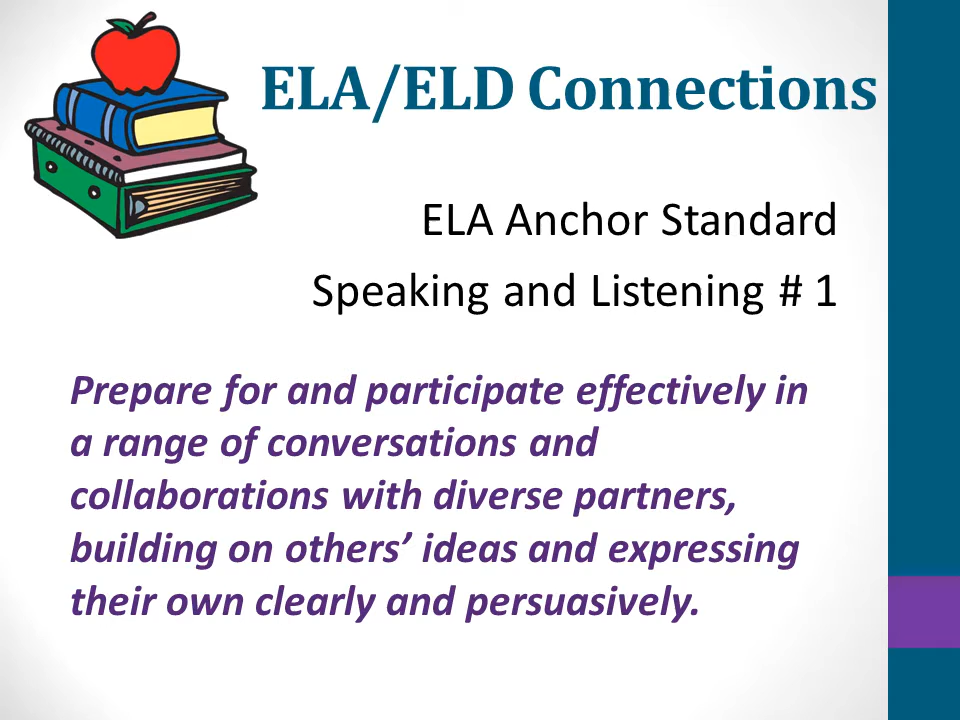 ELA/ELD Connections
ELA Anchor Standard
Speaking and Listening # 1
Prepare for and participate effectively in
a range of conversations and
collaborations with diverse partners,
building on others’ ideas and expressing
their own clearly and persuasively.